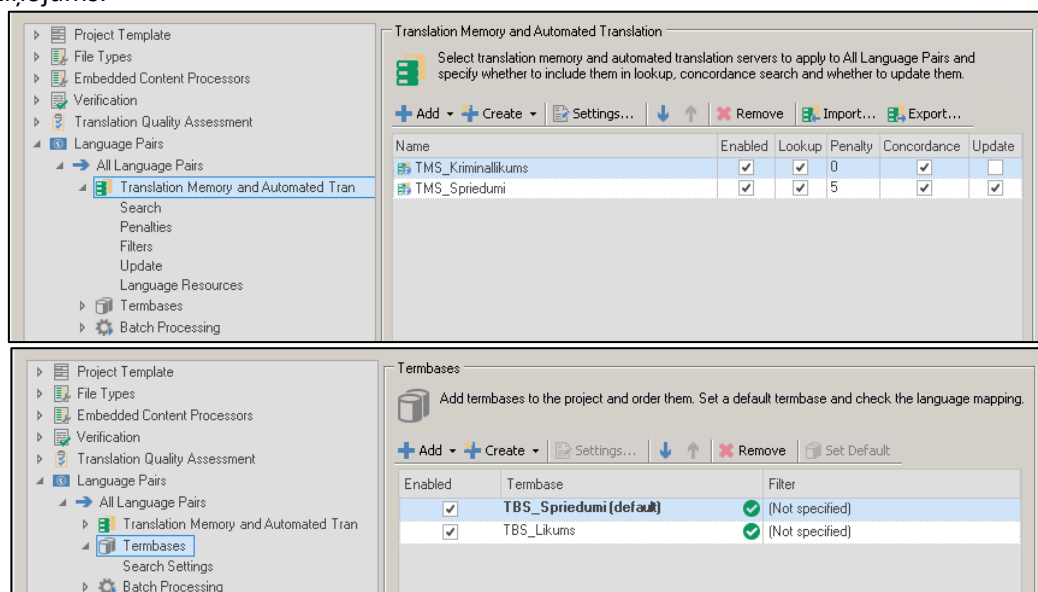 Project Template
File Types
Embedded Content Processors
Verification
Translation Quality Assessment
Language Pairs
All Language Pairs
Translation Memory and Automated Tran
Search
Penalties
Filters
Update
Language Resources
Termbases
Batch Processing
Translation Memory and Automated Translation
Select translation memory and automated translation servers to apply to All Language Pairs and
specify whether to include them in lookup, concordance search and whether to update them.
Add Create Settings... Remove Import... Export...
Name Enabled Lookup Penalty Concordance Update
TMS_Kriminallikums 0
TMS_Spriedumi 5
Project Template
File Types
Embedded Content Processors
Verification
Translation Quality Assessment
Language Pairs
All Language Pairs
Translation Memory and Automated Tran
Termbases
Search Settings
Batch Processing
Termbases
Add termbases to the project and order them. Set a default termbase and check the language mapping.
Add Create Settings... Remove Set Default
Enabled Termbase Filter
TBS_Spriedumi (default) (Not specified)
TBS_Likums (Not specified)